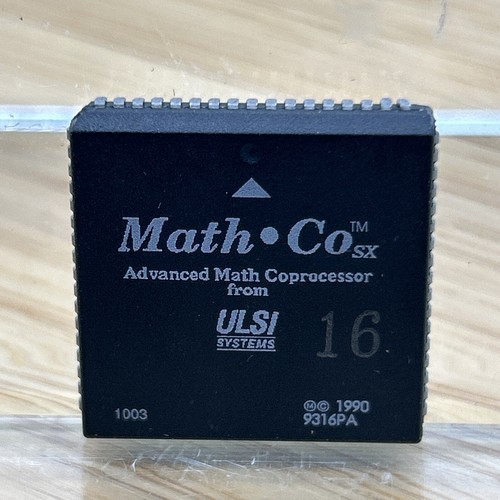 Math•Co™ SX
Advanced Math Coprocessor
from
ULSI 16
SYSTEMS
1003 Ⓜ© 1990
9316PA